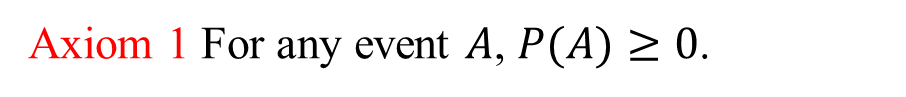 Axiom 1 For any event A, P(A) ≥ 0.